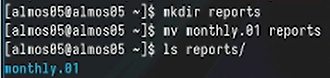 [almos05@almos05 ~]$ mkdir reports
[almos05@almos05 ~]$ mv monthly.01 reports
[almos05@almos05 ~]$ ls reports/
monthly.01